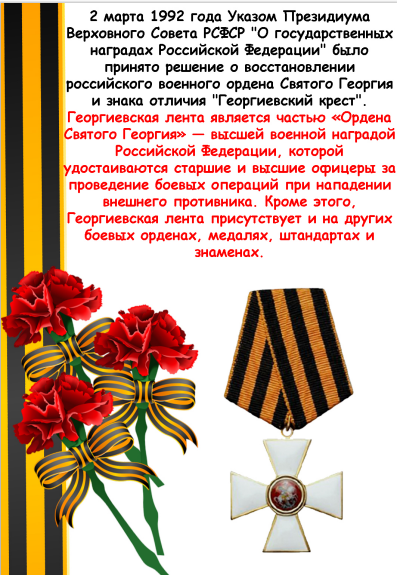 2 марта 1992 года Указом Президиума
Верховного Совета РСФСР "О государственных
наградах Российской Федерации" было
принято решение о восстановлении
российского военного ордена Святого Георгия
и знака отличия "Георгиевский крест".
Георгиевская лента является частью «Ордена
Святого Георгия» — высшей военной наградой
Российской Федерации, которой
удостаиваются старшие и высшие офицеры за
проведение боевых операций при нападении
внешнего противника. Кроме этого,
Георгиевская лента присутствует и на других
боевых орденах, медалях, штандартах и
знаменах.